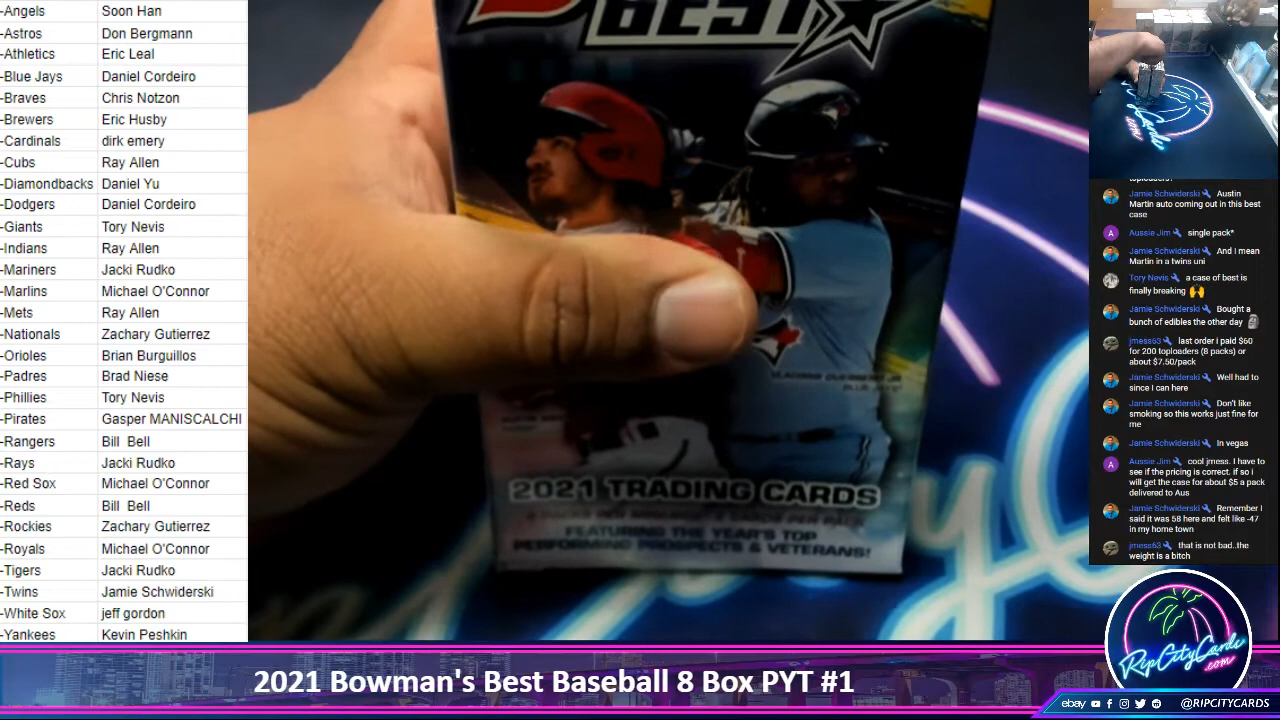 -Angels Soon Han
-Astros Don Bergmann
-Athletics Eric Leal
-Blue Jays Daniel Cordeiro
-Braves Chris Notzon
-Brewers Eric Husby
-Cardinals dirk emery
-Cubs Ray Allen
-Diamondbacks Daniel Yu
-Dodgers Daniel Cordeiro
-Giants Tory Nevis
-Indians Ray Allen
-Mariners Jacki Rudko
-Marlins Michael O'Connor
-Mets Ray Allen
-Nationals Zachary Gutierrez
-Orioles Brian Burguillos
-Padres Brad Niese
-Phillies Tory Nevis
-Pirates Gasper MANISCALCHI
-Rangers Bill Bell
-Rays Jacki Rudko
-Red Sox Michael O'Connor
-Reds Bill Bell
-Rockies Zachary Gutierrez
-Royals Michael O'Connor
-Tigers Jacki Rudko
-Twins Jamie Schwiderski
-White Sox jeff gordon
-Yankees Kevin Peshkin
BEST
VLADIMIR GUERRERO JR.
BLUE JAYS
2021 TRADING CARDS
FEATURING THE YEAR'S TOP
PERFORMING PROSPECTS & VETERANS!
.com
toploaders?
Jamie Schwiderski Austin
Martin auto coming out in this best
case
Aussie Jim single pack*
Jamie Schwiderski And I mean
Martin in a twins uni
Tory Nevis a case of best is
finally breaking
Jamie Schwiderski Bought a
bunch of edibles the other day
jmess63 last order i paid $60
for 200 toploaders (8 packs) or
about $7.50/pack
Jamie Schwiderski Well had to
since I can here
Jamie Schwiderski Don't like
smoking so this works just fine for
me
Jamie Schwiderski In vegas
Aussie Jim cool jmess. I have to
see if the pricing is correct. if so i
will get the case for about $5 a pack
delivered to Aus
Jamie Schwiderski Remember I
said it was 58 here and felt like -47
in my home town
jmess63 that is not bad..the
weight is a bitch
RipCityCards
.com
2021 Bowman's Best Baseball 8 Box PYT #1
ebay @RIPCITYCARDS